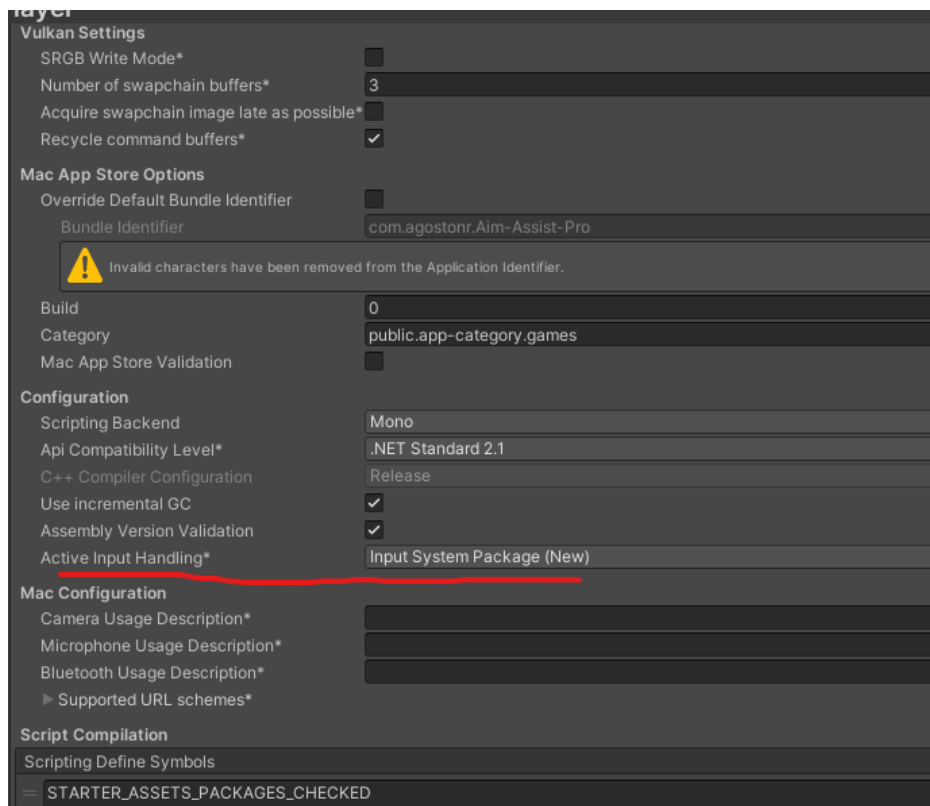 layer
Vulkan Settings
SRGB Write Mode*
Number of swapchain buffers* 3
Acquire swapchain image late as possible*
Recycle command buffers*
Mac App Store Options
Override Default Bundle Identifier
Bundle Identifier com.agostonr.Aim-Assist-Pro
Invalid characters have been removed from the Application Identifier.
Build 0
Category public.app-category.games
Mac App Store Validation
Configuration
Scripting Backend Mono
Api Compatibility Level* .NET Standard 2.1
C++ Compiler Configuration Release
Use incremental GC
Assembly Version Validation
Active Input Handling* Input System Package (New)
Mac Configuration
Camera Usage Description*
Microphone Usage Description*
Bluetooth Usage Description*
Supported URL schemes*
Script Compilation
Scripting Define Symbols
STARTER_ASSETS_PACKAGES_CHECKED